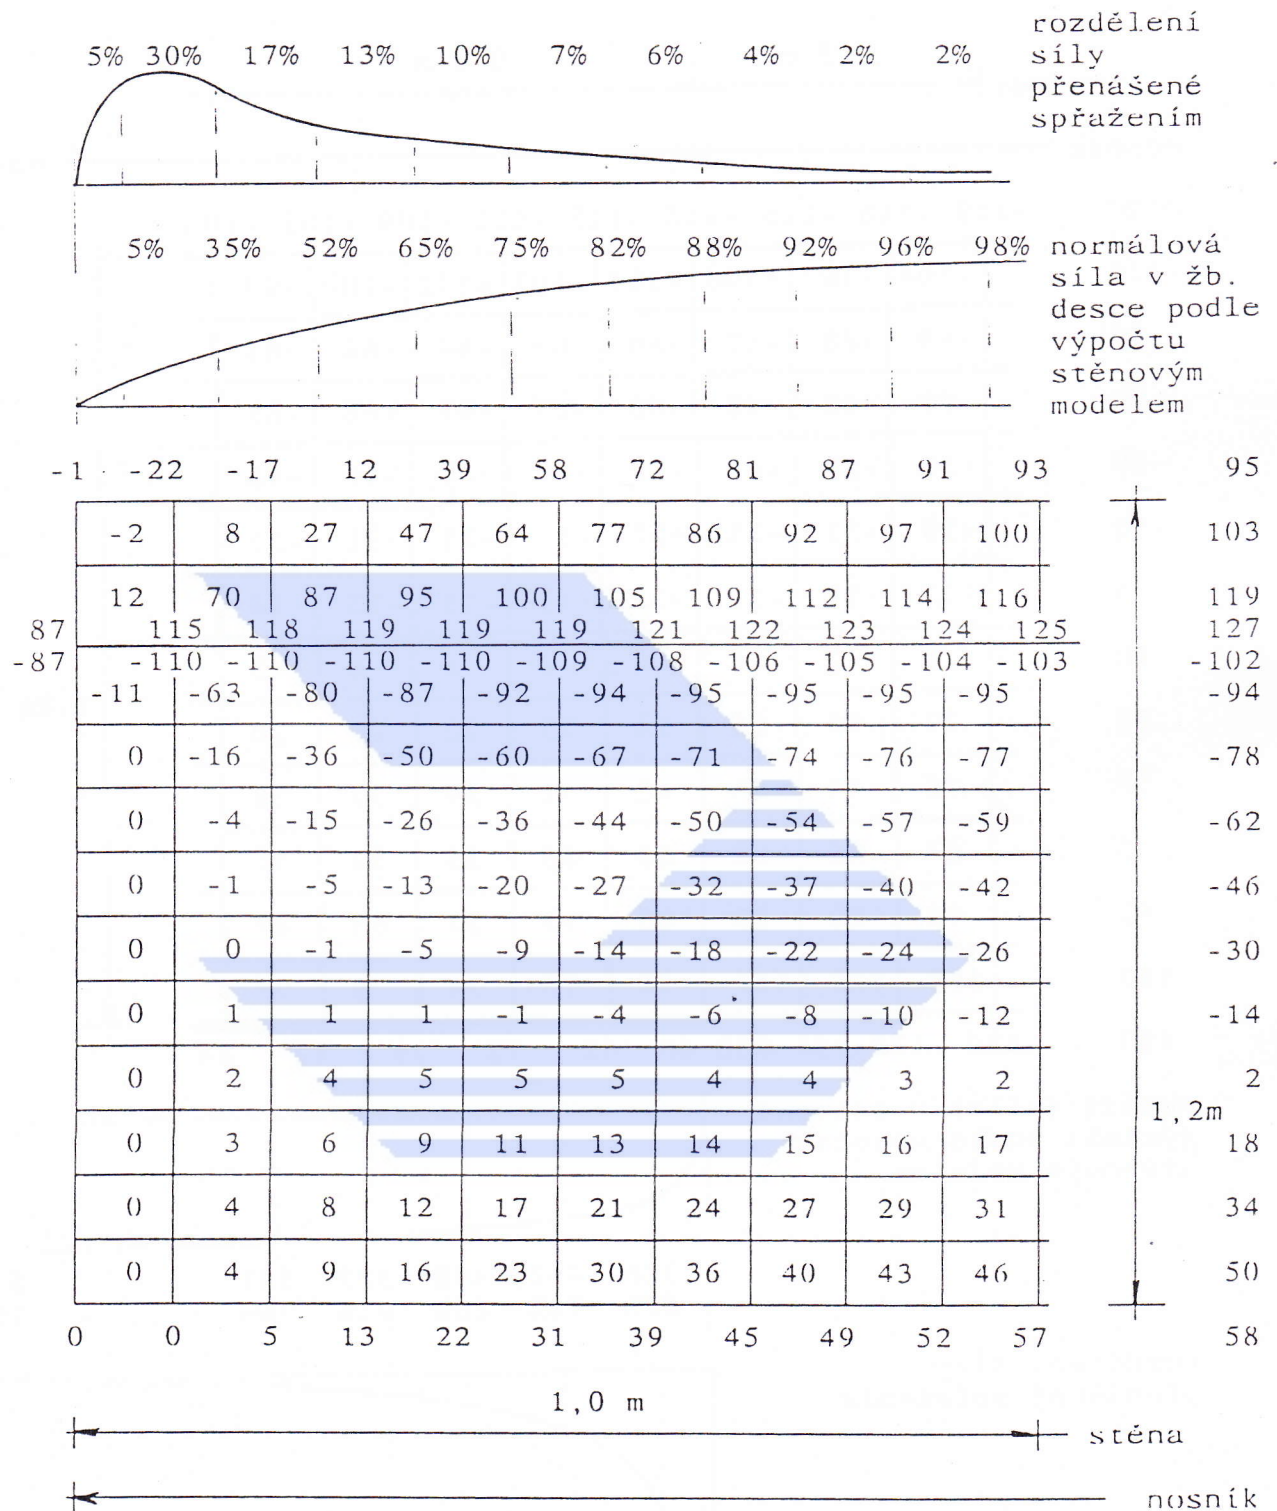 rozdělení
5% 30% 17% 13% 10% 7% 6% 4% 2% 2% síly
přenášené
spřažením
5% 35% 52% 65% 75% 82% 88% 92% 96% 98% normálová
síla v žb.
desce podle
výpočtu
stěnovým
modelem
-1 -22 -17 12 39 58 72 81 87 91 93 95
-2 8 27 47 64 77 86 92 97 100 103
12 70 87 95 100 105 109 112 114 116 119
87 115 118 119 119 119 121 122 123 124 125 127
-87 -110 -110 -110 -110 -109 -108 -106 -105 -104 -103 -102
-11 -63 -80 -87 -92 -94 -95 -95 -95 -95 -94
0 -16 -36 -50 -60 -67 -71 -74 -76 -77 -78
0 -4 -15 -26 -36 -44 -50 -54 -57 -59 -62
0 -1 -5 -13 -20 -27 -32 -37 -40 -42 -46
0 0 -1 -5 -9 -14 -18 -22 -24 -26 -30
0 1 1 1 -1 -4 -6 -8 -10 -12 -14
0 2 4 5 5 5 4 4 3 2 2
1,2m
0 3 6 9 11 13 14 15 16 17 18
0 4 8 12 17 21 24 27 29 31 34
0 4 9 16 23 30 36 40 43 46 50
0 0 5 13 22 31 39 45 49 52 57 58
1,0 m
stěna
nosník